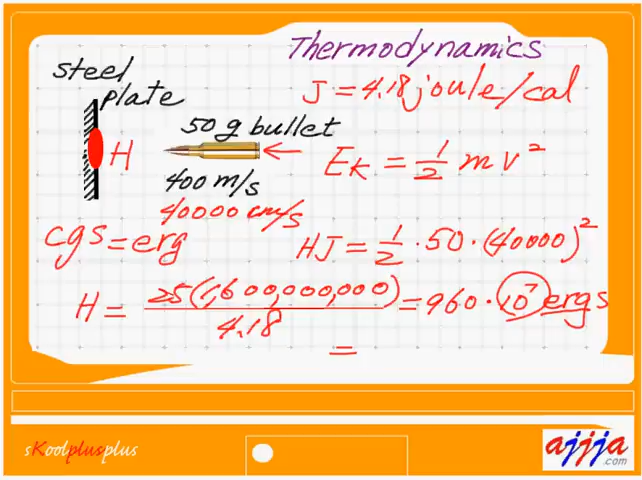 Thermodynamics
steel
plate
J = 4.18 joule/cal
50 g bullet
H
EK = 1/2 m v²
400 m/s
40000 cm/s
cgs = erg
HJ = 1/2 · 50 · (40000)²
H = 25(1,600,000,000)/4.18 = 960 · 10⁷ ergs
=
sKoolplusplus
ajjja
.com